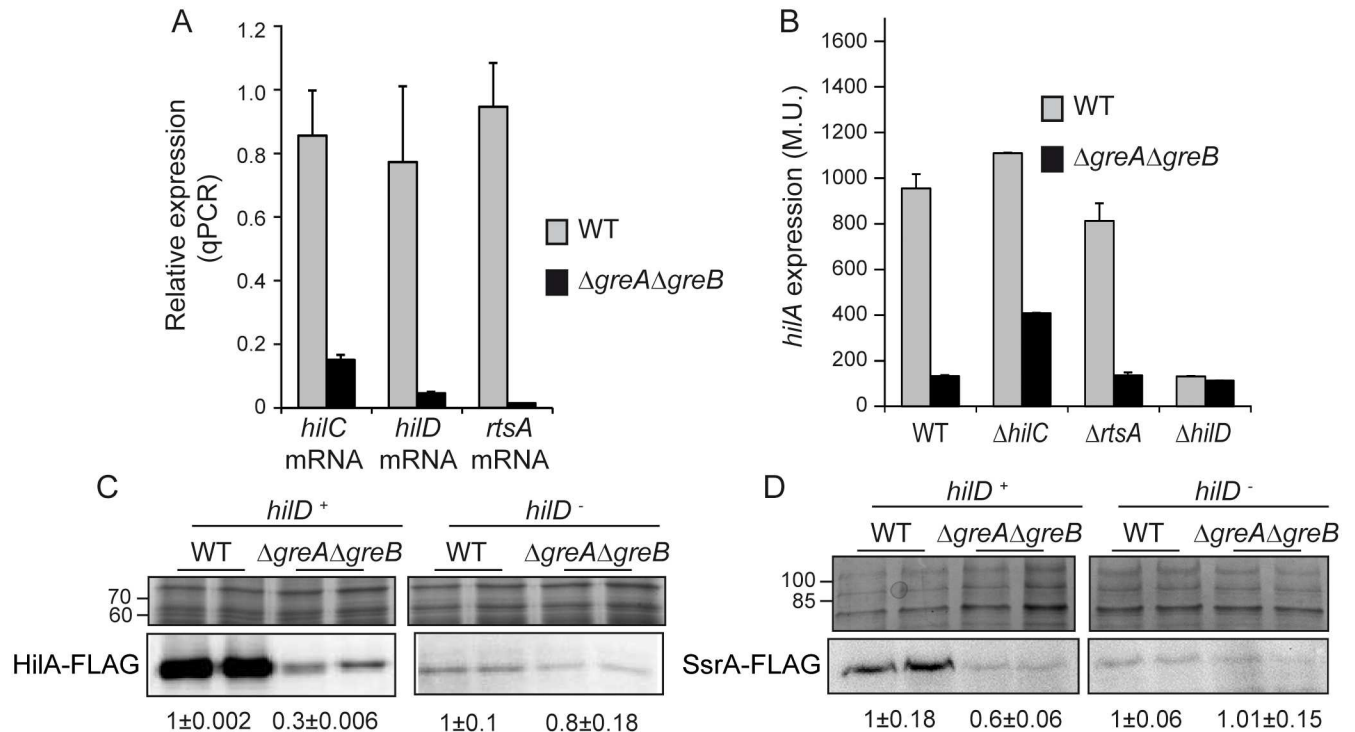 A
Relative expression
(qPCR)
1.2
1.0
0.8
0.6
0.4
0.2
0
WT
ΔgreAΔgreB
hilC
mRNA
hilD
mRNA
rtsA
mRNA
B
hilA expression (M.U.)
1600
1400
1200
1000
800
600
400
200
0
WT
ΔgreAΔgreB
WT
ΔhilC
ΔrtsA
ΔhilD
C
hilD +
hilD -
WT
ΔgreAΔgreB
WT
ΔgreAΔgreB
70
60
HilA-FLAG
1±0.002
0.3±0.006
1±0.1
0.8±0.18
D
hilD +
hilD -
WT
ΔgreAΔgreB
WT
ΔgreAΔgreB
100
85
SsrA-FLAG
1±0.18
0.6±0.06
1±0.06
1.01±0.15